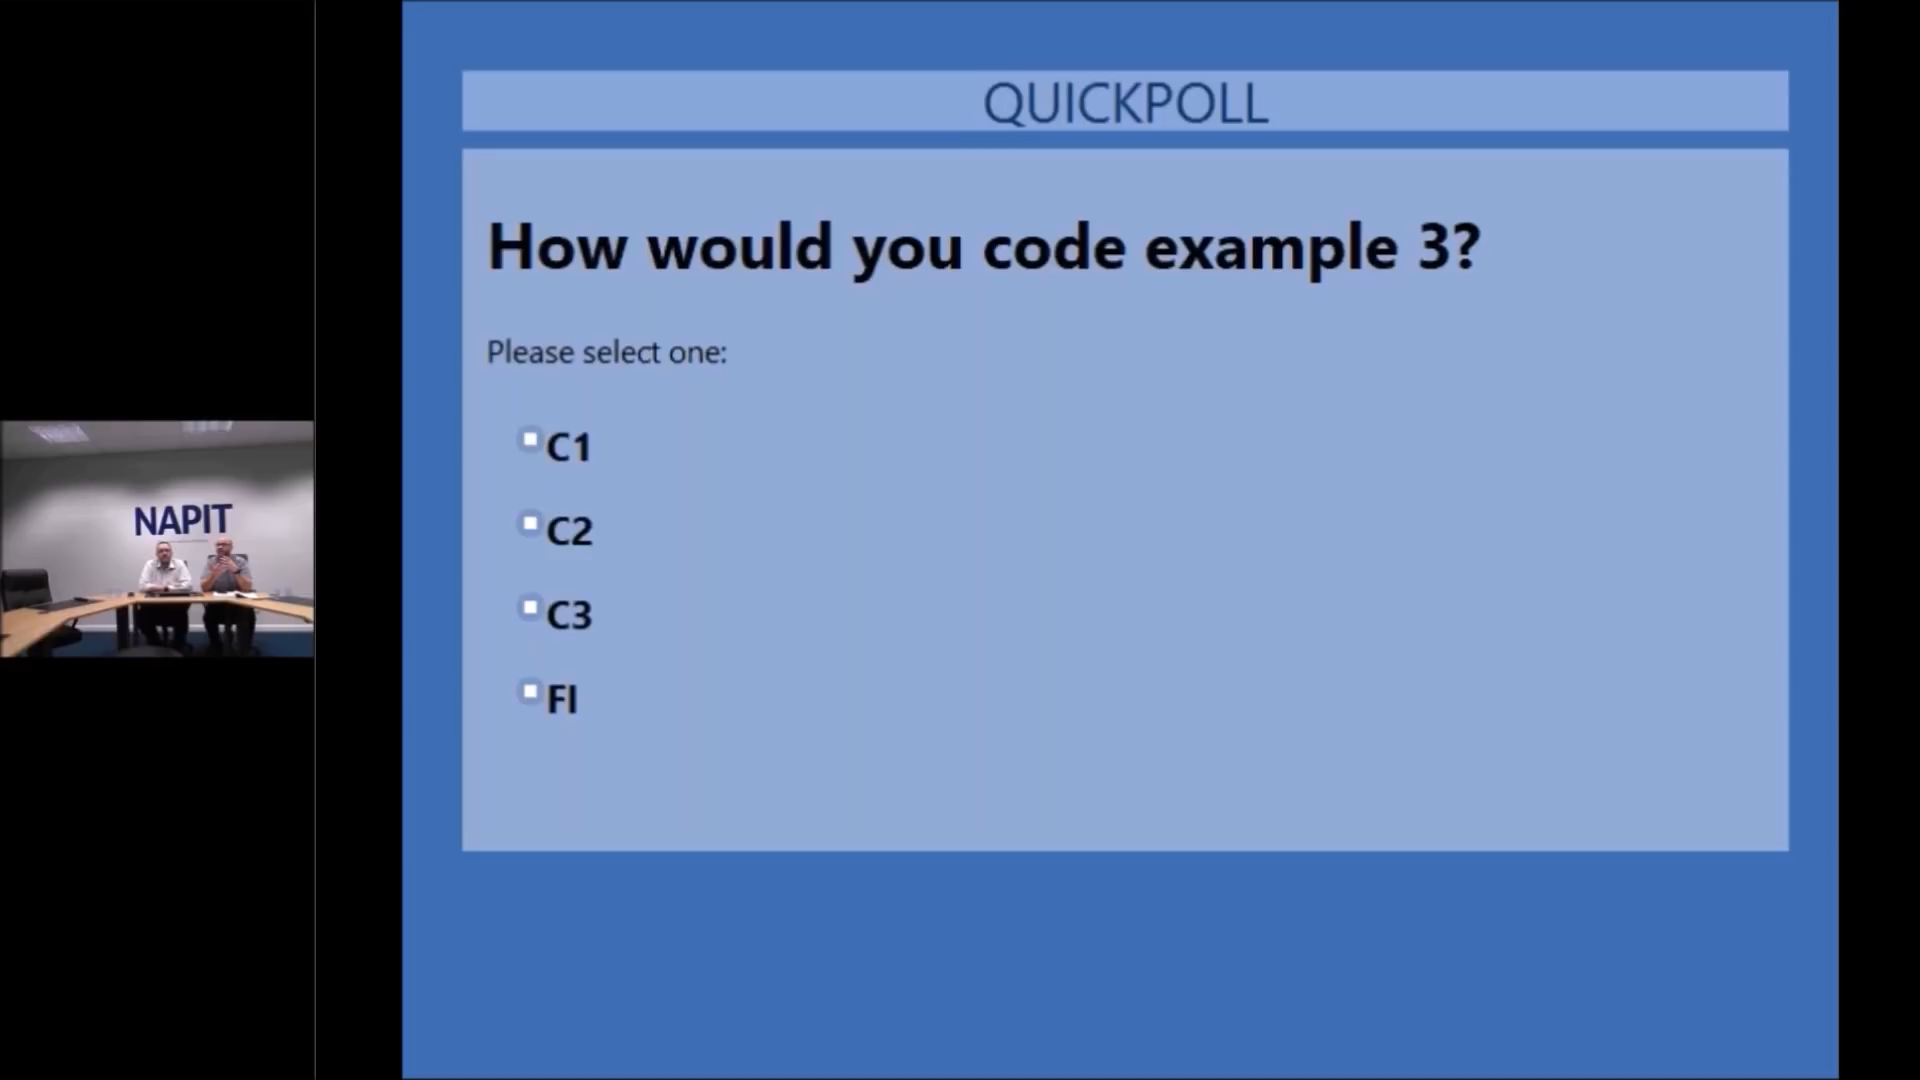 QUICKPOLL
How would you code example 3?
Please select one:
C1
C2
C3
FI
NAPIT